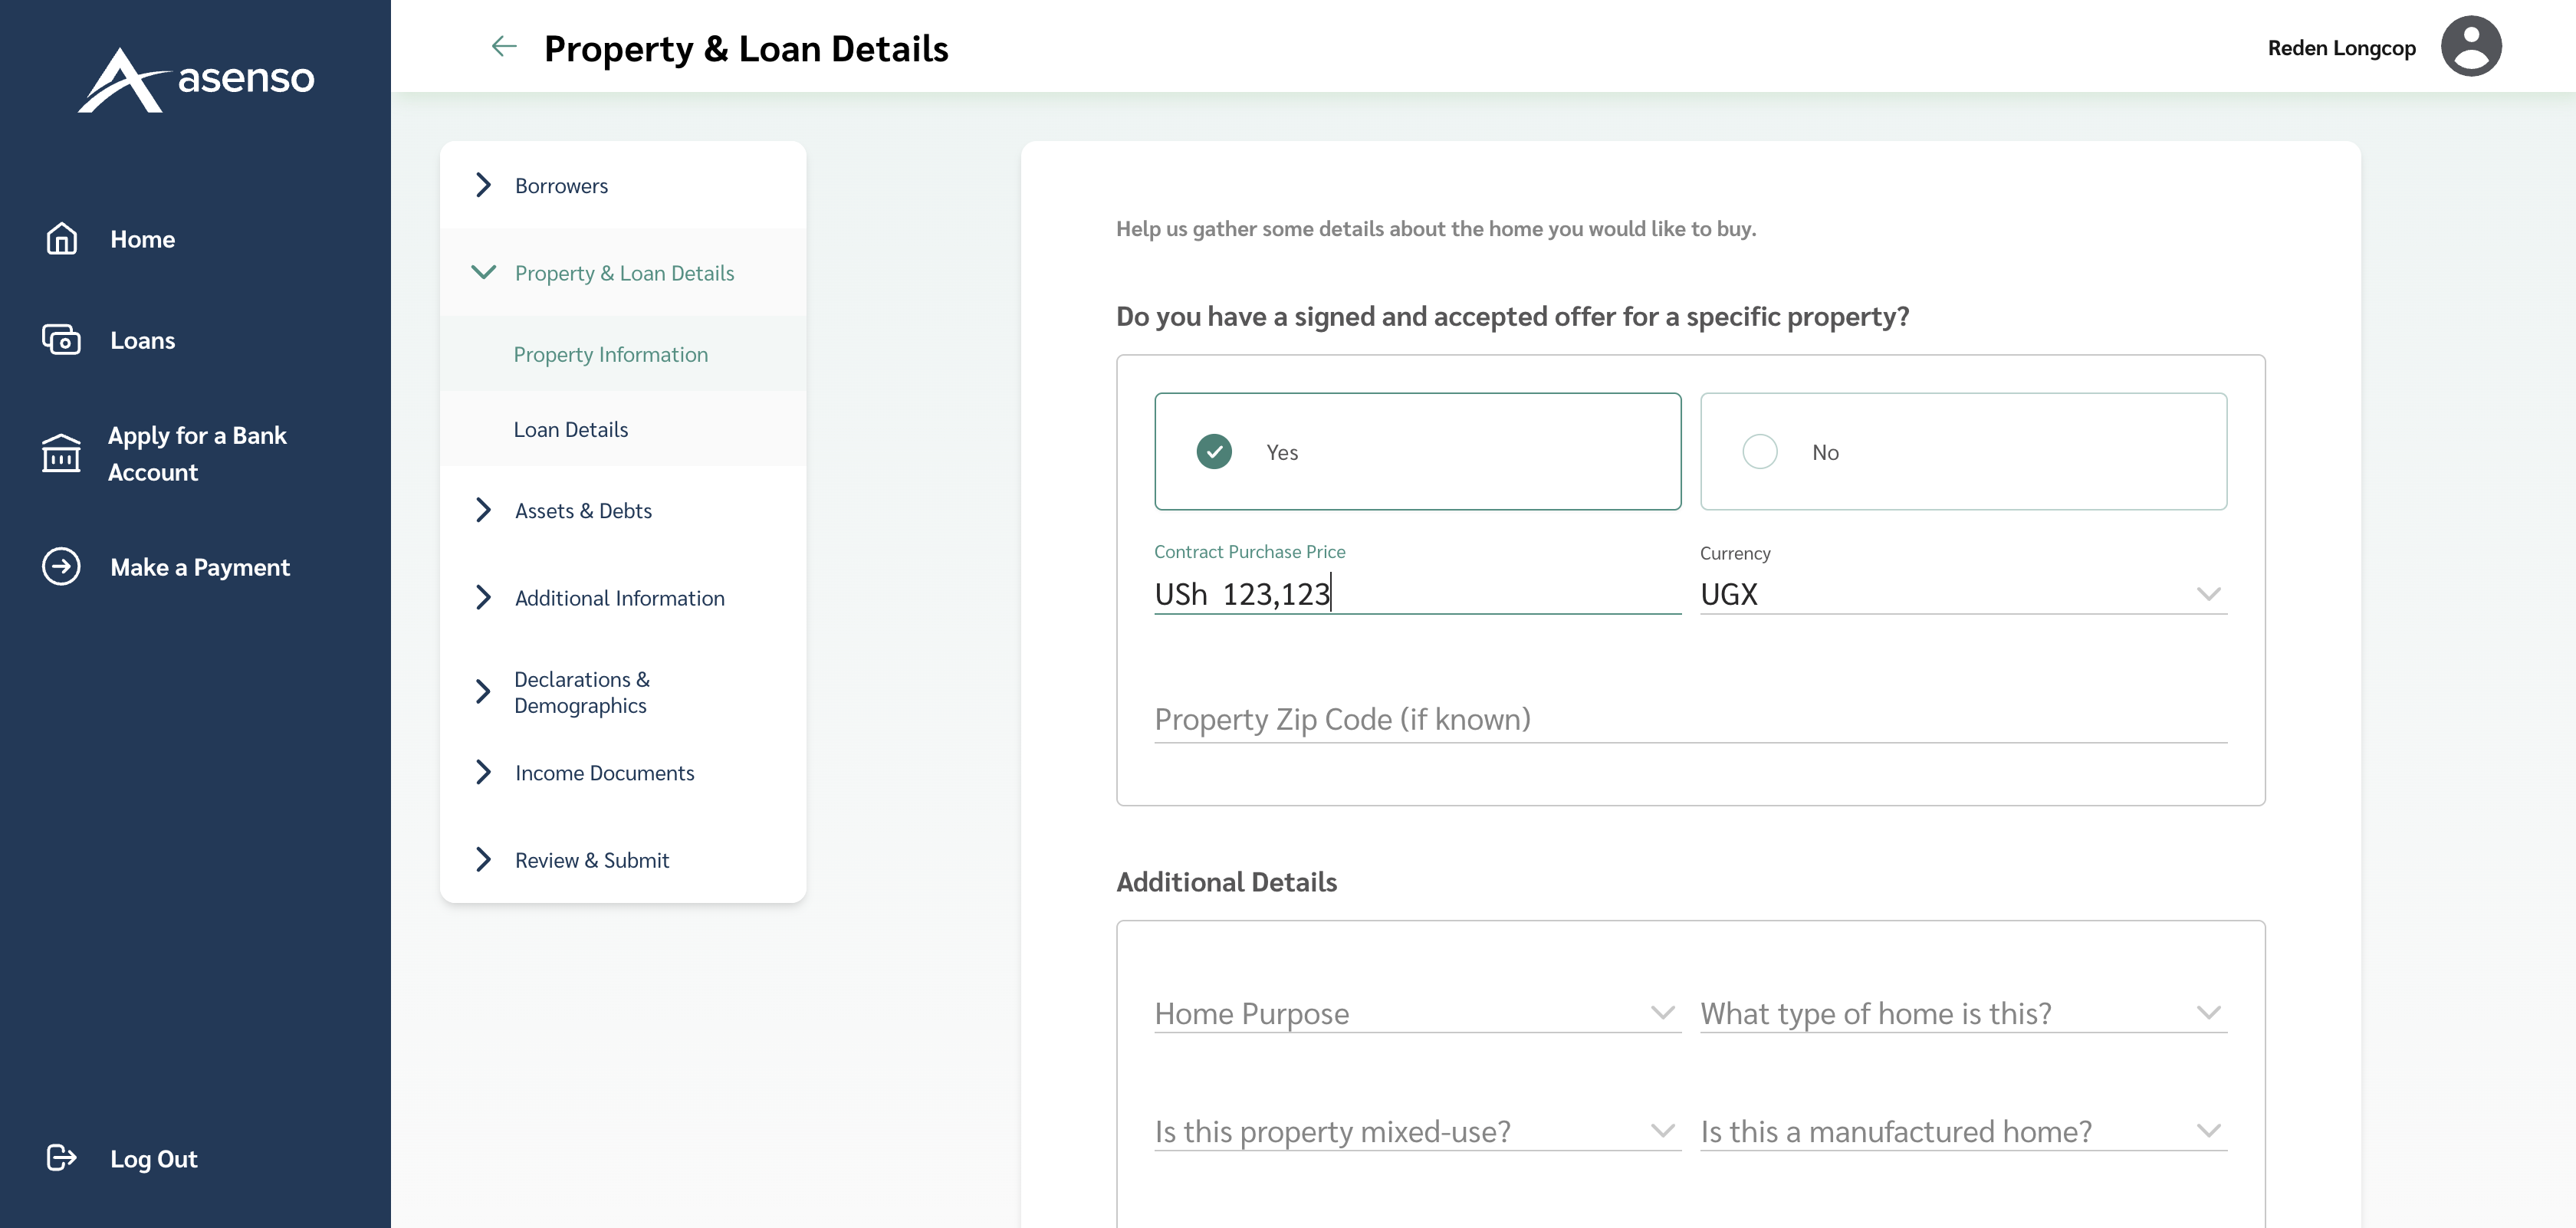 asenso
Home
Loans
Apply for a Bank
Account
Make a Payment
Log Out
Property & Loan Details
Reden Longcop
Borrowers
Property & Loan Details
Property Information
Loan Details
Assets & Debts
Additional Information
Declarations &
Demographics
Income Documents
Review & Submit
Help us gather some details about the home you would like to buy.
Do you have a signed and accepted offer for a specific property?
Yes
No
Contract Purchase Price
USh 123,123
Currency
UGX
Property Zip Code (if known)
Additional Details
Home Purpose
What type of home is this?
Is this property mixed-use?
Is this a manufactured home?